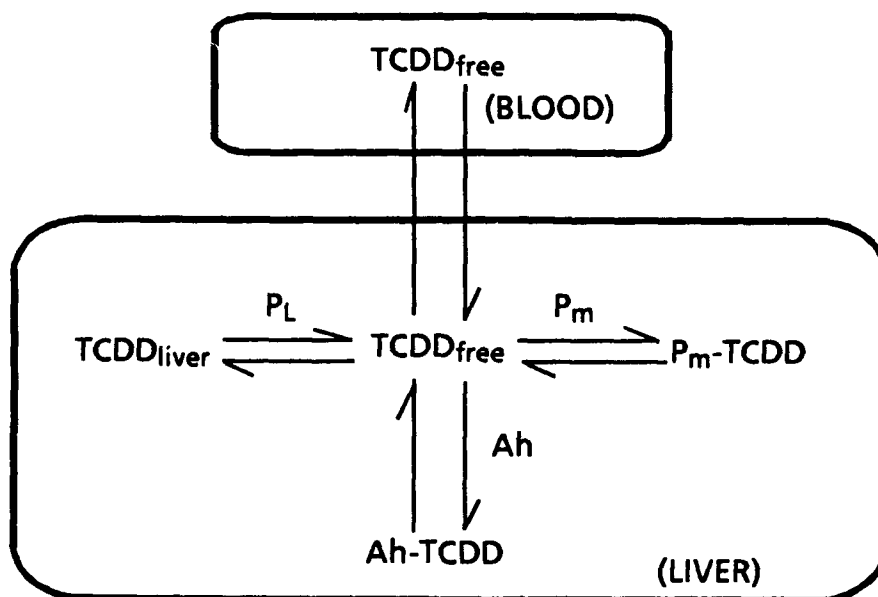 TCDDfree
(BLOOD)
PL
Pm
TCDDliver
TCDDfree
Pm-TCDD
Ah
Ah-TCDD
(LIVER)